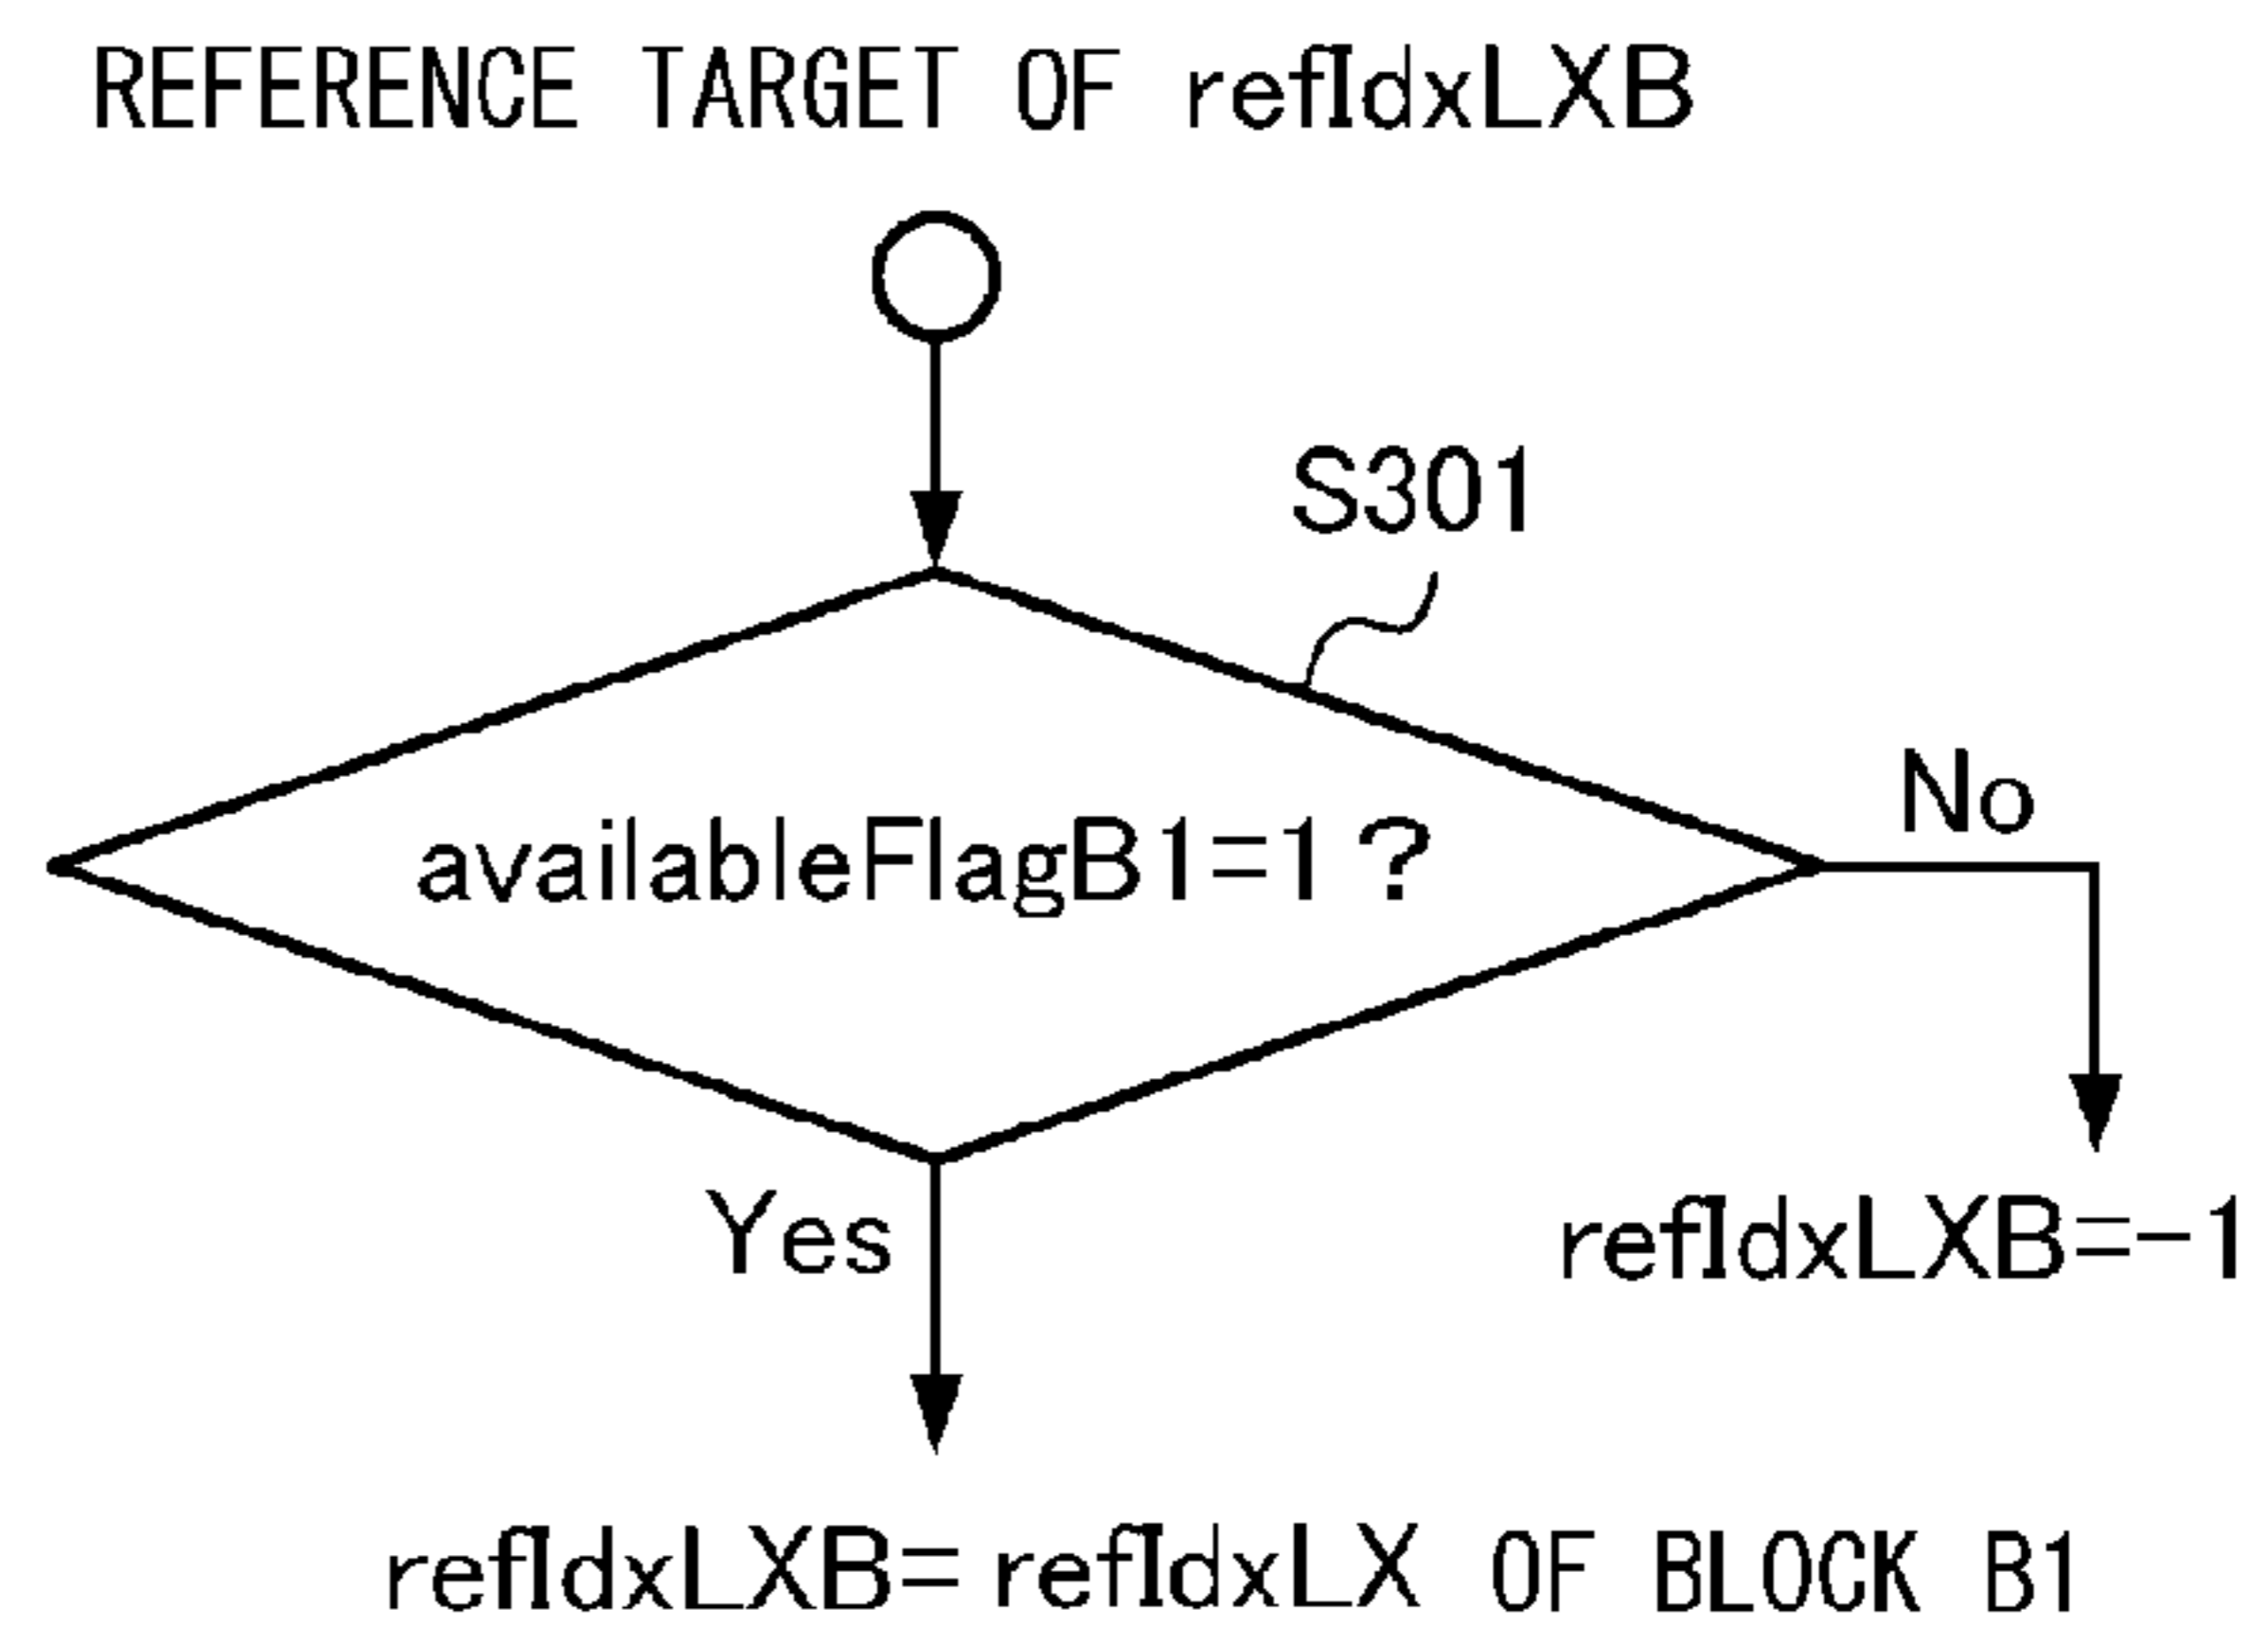 REFERENCE TARGET OF refIdxLXB
S301
availableFlagB1=1?
No
Yes
refIdxLXB=-1
refIdxLXB= refIdxLX OF BLOCK B1